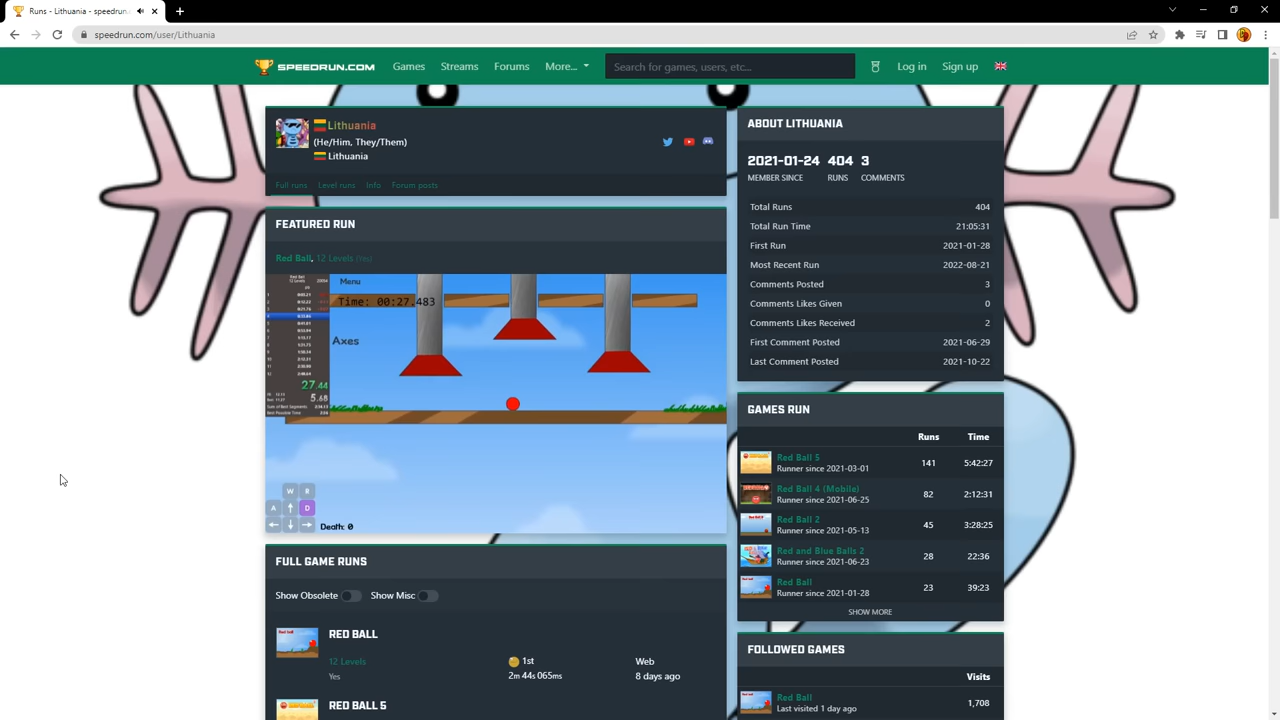 Runs - Lithuania - speedrun.c
speedrun.com/user/Lithuania
SPEEDRUN.COM
Games
Streams
Forums
More...
Search for games, users, etc...
Log in
Sign up
Lithuania
(He/Him, They/Them)
Lithuania
Full runs
Level runs
Info
Forum posts
FEATURED RUN
Red Ball, 12 Levels (Yes)
Red Ball
12 Levels
Menu
Time: 00:27.483
Axes
27.44
5.68
W R
A D
Death: 0
FULL GAME RUNS
Show Obsolete
Show Misc
RED BALL
12 Levels
1st
Web
Yes
2m 44s 065ms
8 days ago
RED BALL 5
ABOUT LITHUANIA
2021-01-24 404 3
MEMBER SINCE RUNS COMMENTS
Total Runs 404
Total Run Time 21:05:31
First Run 2021-01-28
Most Recent Run 2022-08-21
Comments Posted 3
Comments Likes Given 0
Comments Likes Received 2
First Comment Posted 2021-06-29
Last Comment Posted 2021-10-22
GAMES RUN
Runs Time
Red Ball 5
Runner since 2021-03-01
141 5:42:27
Red Ball 4 (Mobile)
Runner since 2021-06-25
82 2:12:31
Red Ball 2
Runner since 2021-05-13
45 3:28:25
Red and Blue Balls 2
Runner since 2021-06-23
28 22:36
Red Ball
Runner since 2021-01-28
23 39:23
SHOW MORE
FOLLOWED GAMES
Visits
Red Ball
Last visited 1 day ago
1,708